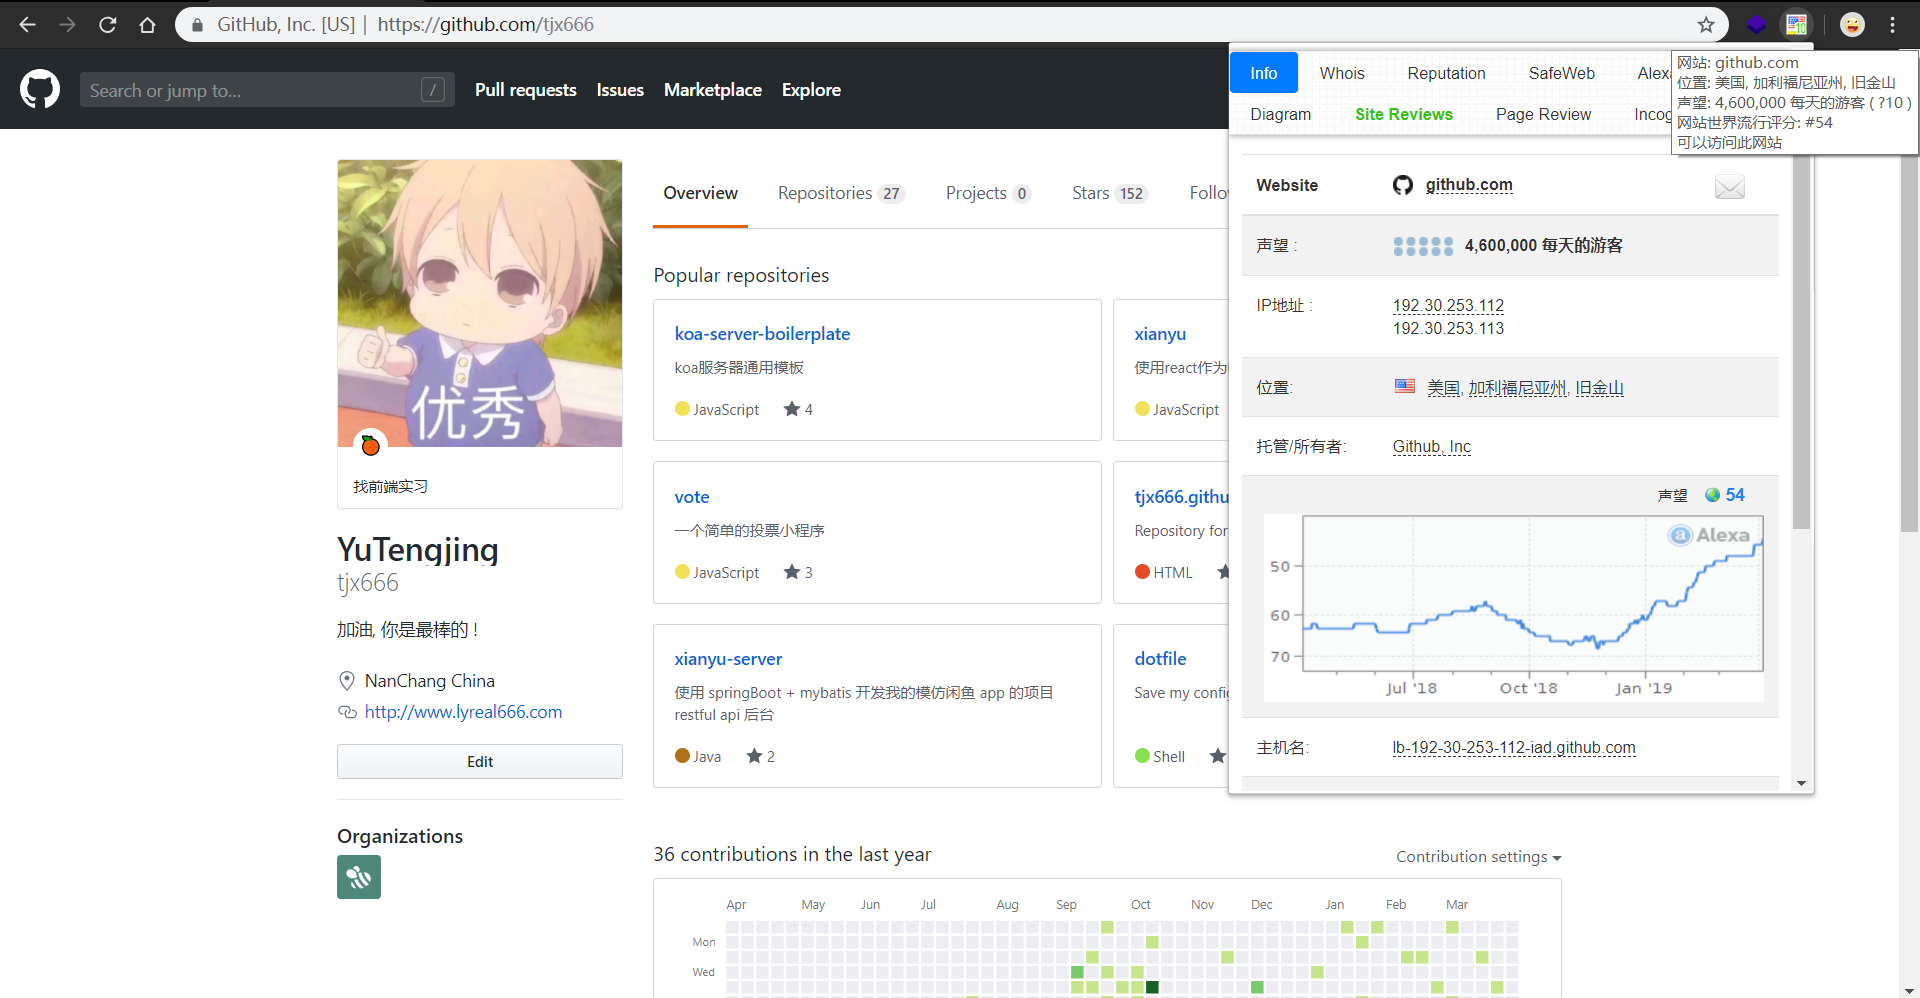 GitHub, Inc. [US] | https://github.com/tjx666
10
Search or jump to...
/
Pull requests
Issues
Marketplace
Explore
Info
Whois
Reputation
SafeWeb
Alexa
Diagram
Site Reviews
Page Review
Incog
网站: github.com
位置: 美国, 加利福尼亚州, 旧金山
声望: 4,600,000 每天的游客 ( ?10 )
网站世界流行评分: #54
可以访问此网站
优秀
找前端实习
YuTengjing
tjx666
加油, 你是最棒的 !
NanChang China
http://www.lyreal666.com
Edit
Organizations
Overview
Repositories 27
Projects 0
Stars 152
Follo
Popular repositories
koa-server-boilerplate
koa服务器通用模板
JavaScript
4
xianyu
使用react作为
JavaScript
vote
一个简单的投票小程序
JavaScript
3
tjx666.githu
Repository for
HTML
xianyu-server
使用 springBoot + mybatis 开发我的模仿闲鱼 app 的项目
restful api 后台
Java
2
dotfile
Save my config
Shell
Website
github.com
声望 :
4,600,000 每天的游客
IP地址 :
192.30.253.112
192.30.253.113
位置:
美国, 加利福尼亚州, 旧金山
托管/所有者:
Github, Inc
声望
54
a Alexa
50
60
70
Jul '18
Oct '18
Jan '19
主机名:
lb-192-30-253-112-iad.github.com
36 contributions in the last year
Contribution settings
Apr
May
Jun
Jul
Aug
Sep
Oct
Nov
Dec
Jan
Feb
Mar
Mon
Wed